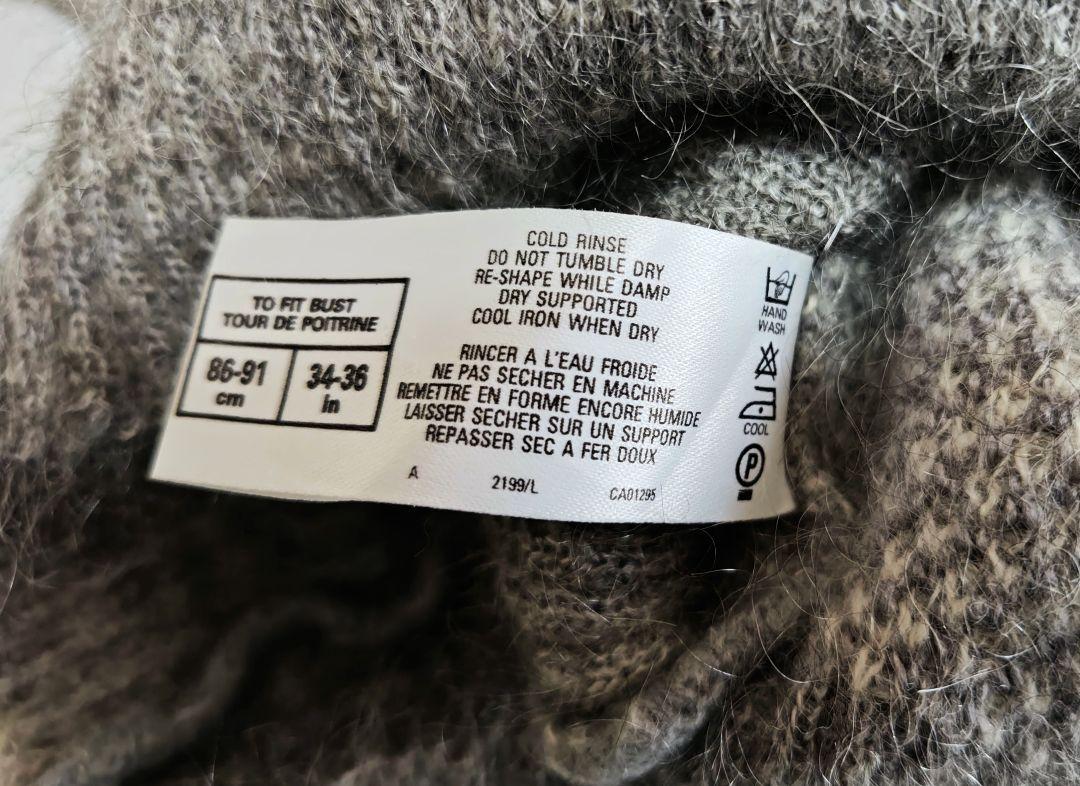 TO FIT BUST
TOUR DE POITRINE
86-91
cm
34-36
in
COLD RINSE
DO NOT TUMBLE DRY
RE-SHAPE WHILE DAMP
DRY SUPPORTED
COOL IRON WHEN DRY
RINCER A L'EAU FROIDE
NE PAS SECHER EN MACHINE
REMETTRE EN FORME ENCORE HUMIDE
LAISSER SECHER SUR UN SUPPORT
REPASSER SEC A FER DOUX
A
2199/L
CA01295
HAND
WASH
COOL
P